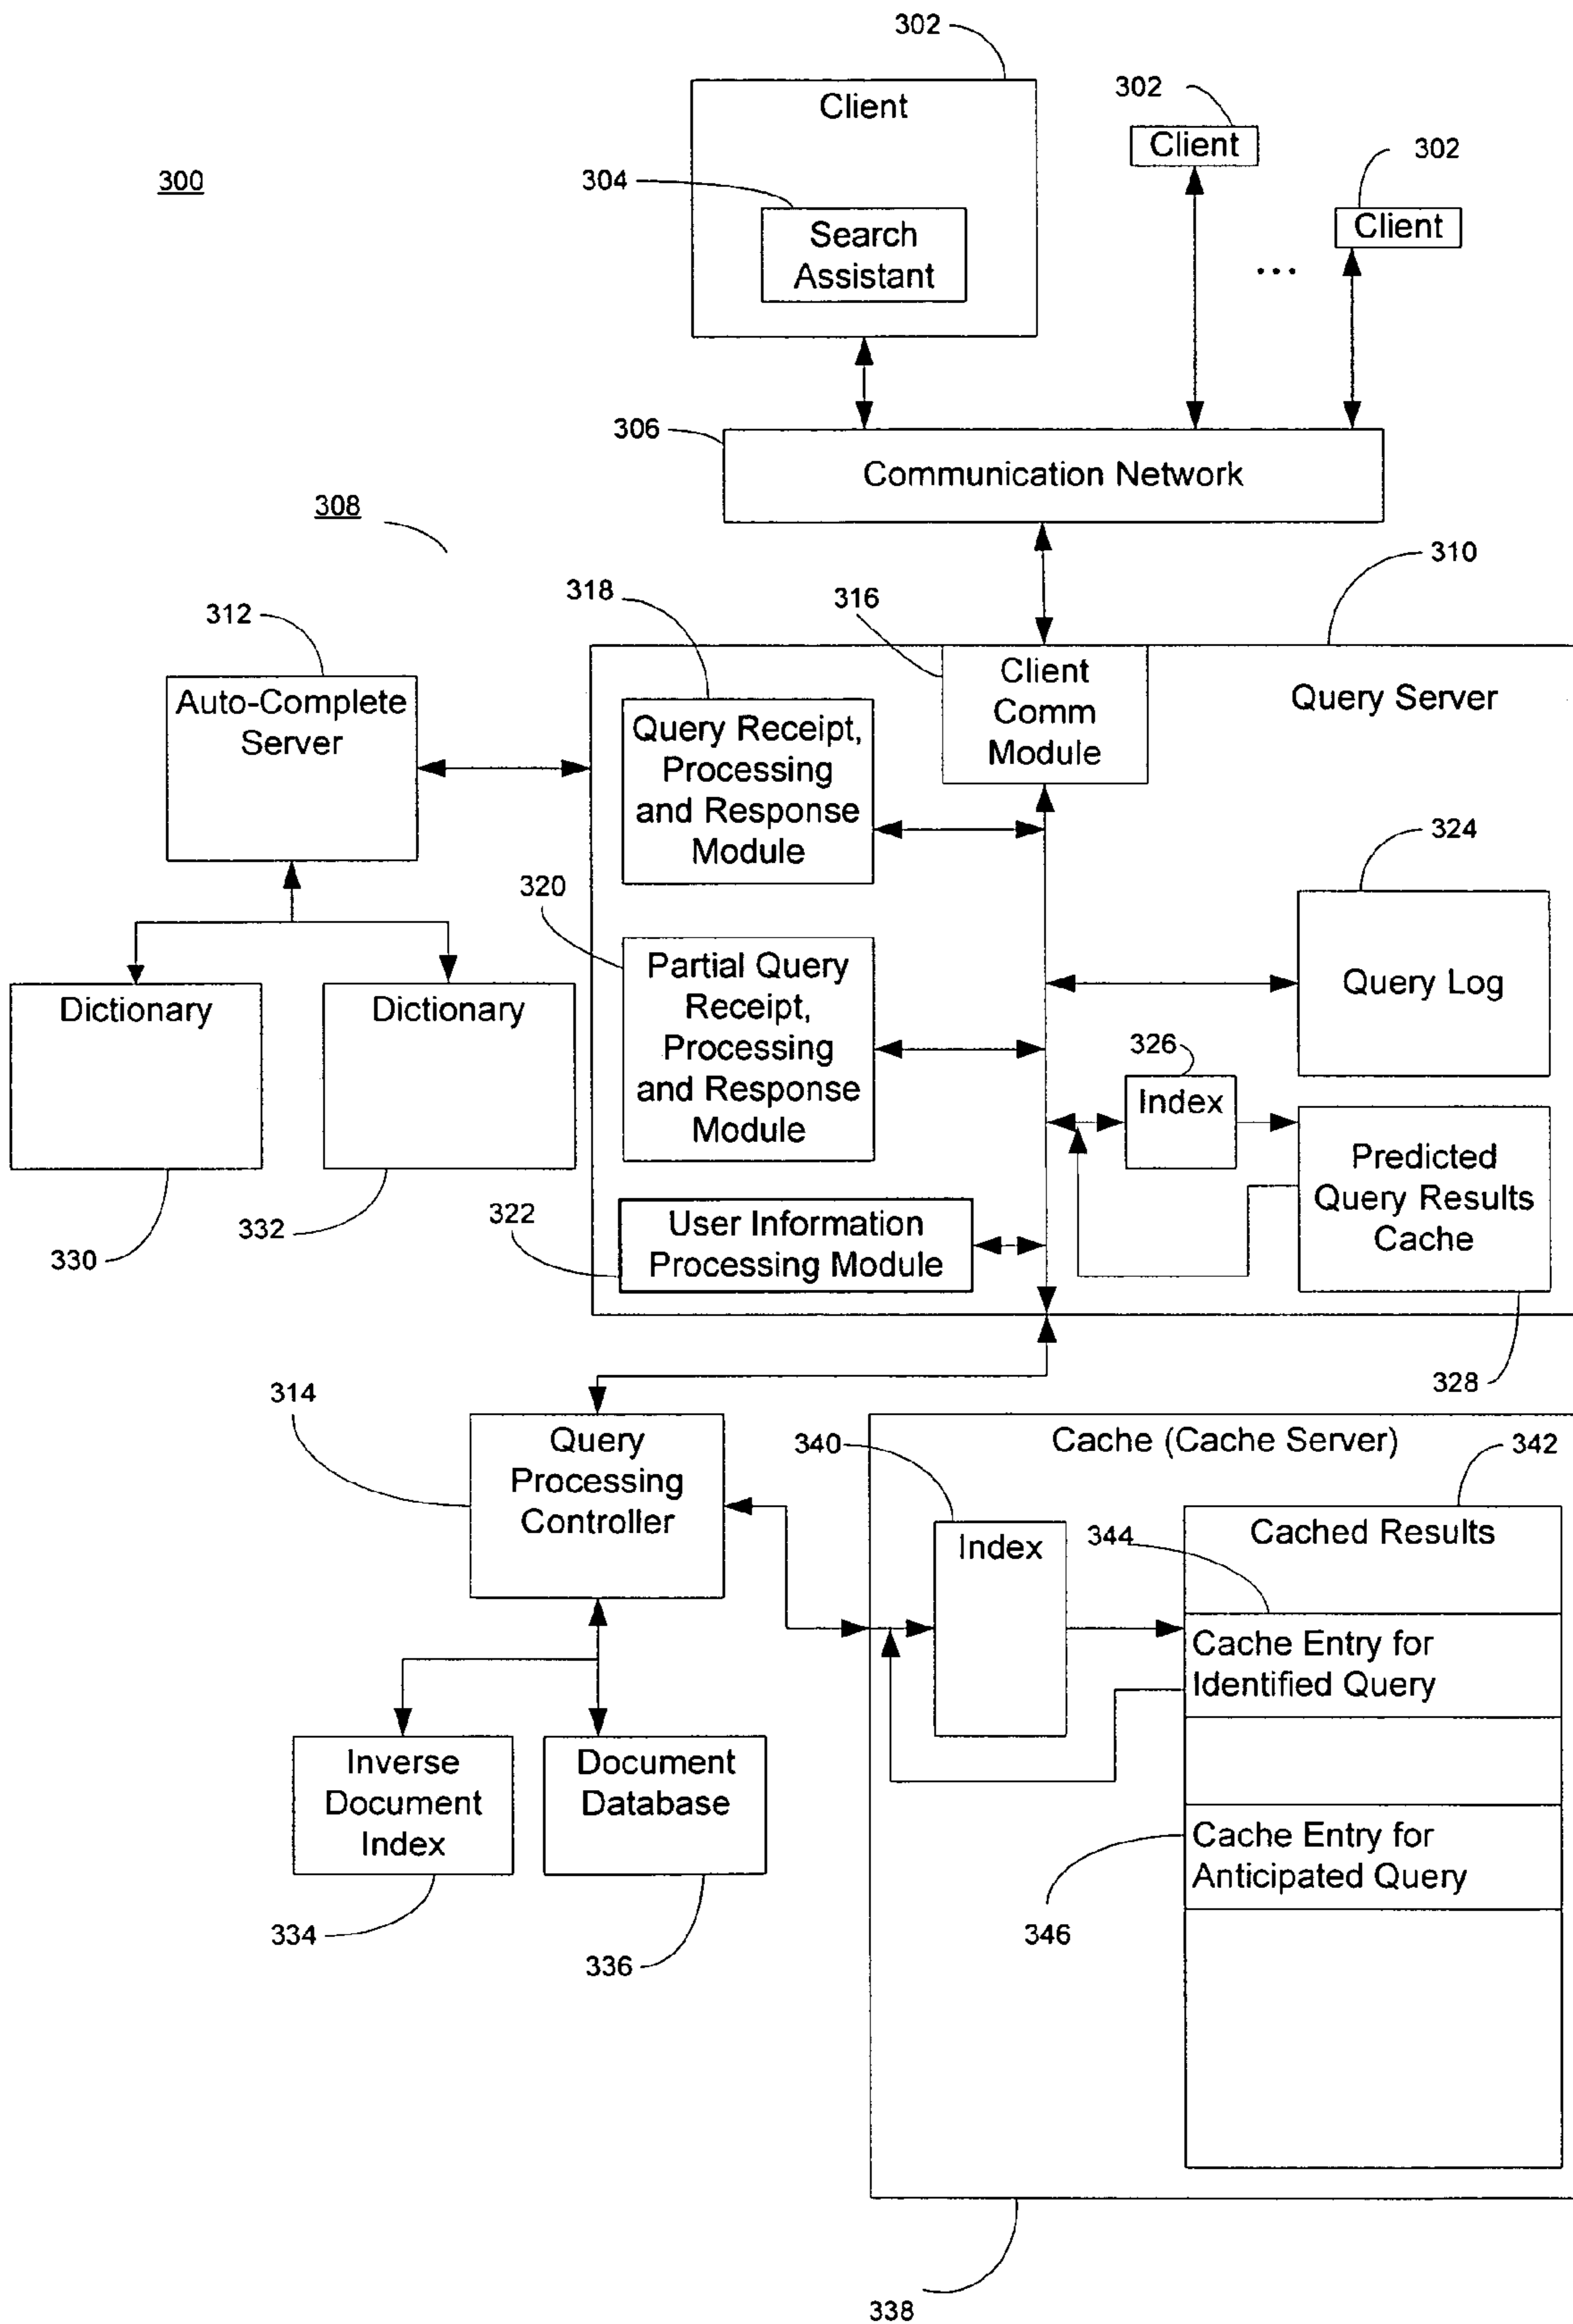 302
Client
302
Client
302
Client
300
304
Search
Assistant
...
306
Communication Network
308
310
312
318
316
Auto-Complete
Server
Client
Comm
Module
Query Server
Query Receipt,
Processing
and Response
Module
324
320
Query Log
Partial Query
Receipt,
Processing
and Response
Module
Dictionary
Dictionary
326
Index
Predicted
Query Results
Cache
322
User Information
Processing Module
332
330
328
314
Query
Processing
Controller
340
Cache (Cache Server)
342
Index
344
Cached Results
Cache Entry for
Identified Query
Inverse
Document
Index
Document
Database
Cache Entry for
Anticipated Query
334
336
346
338